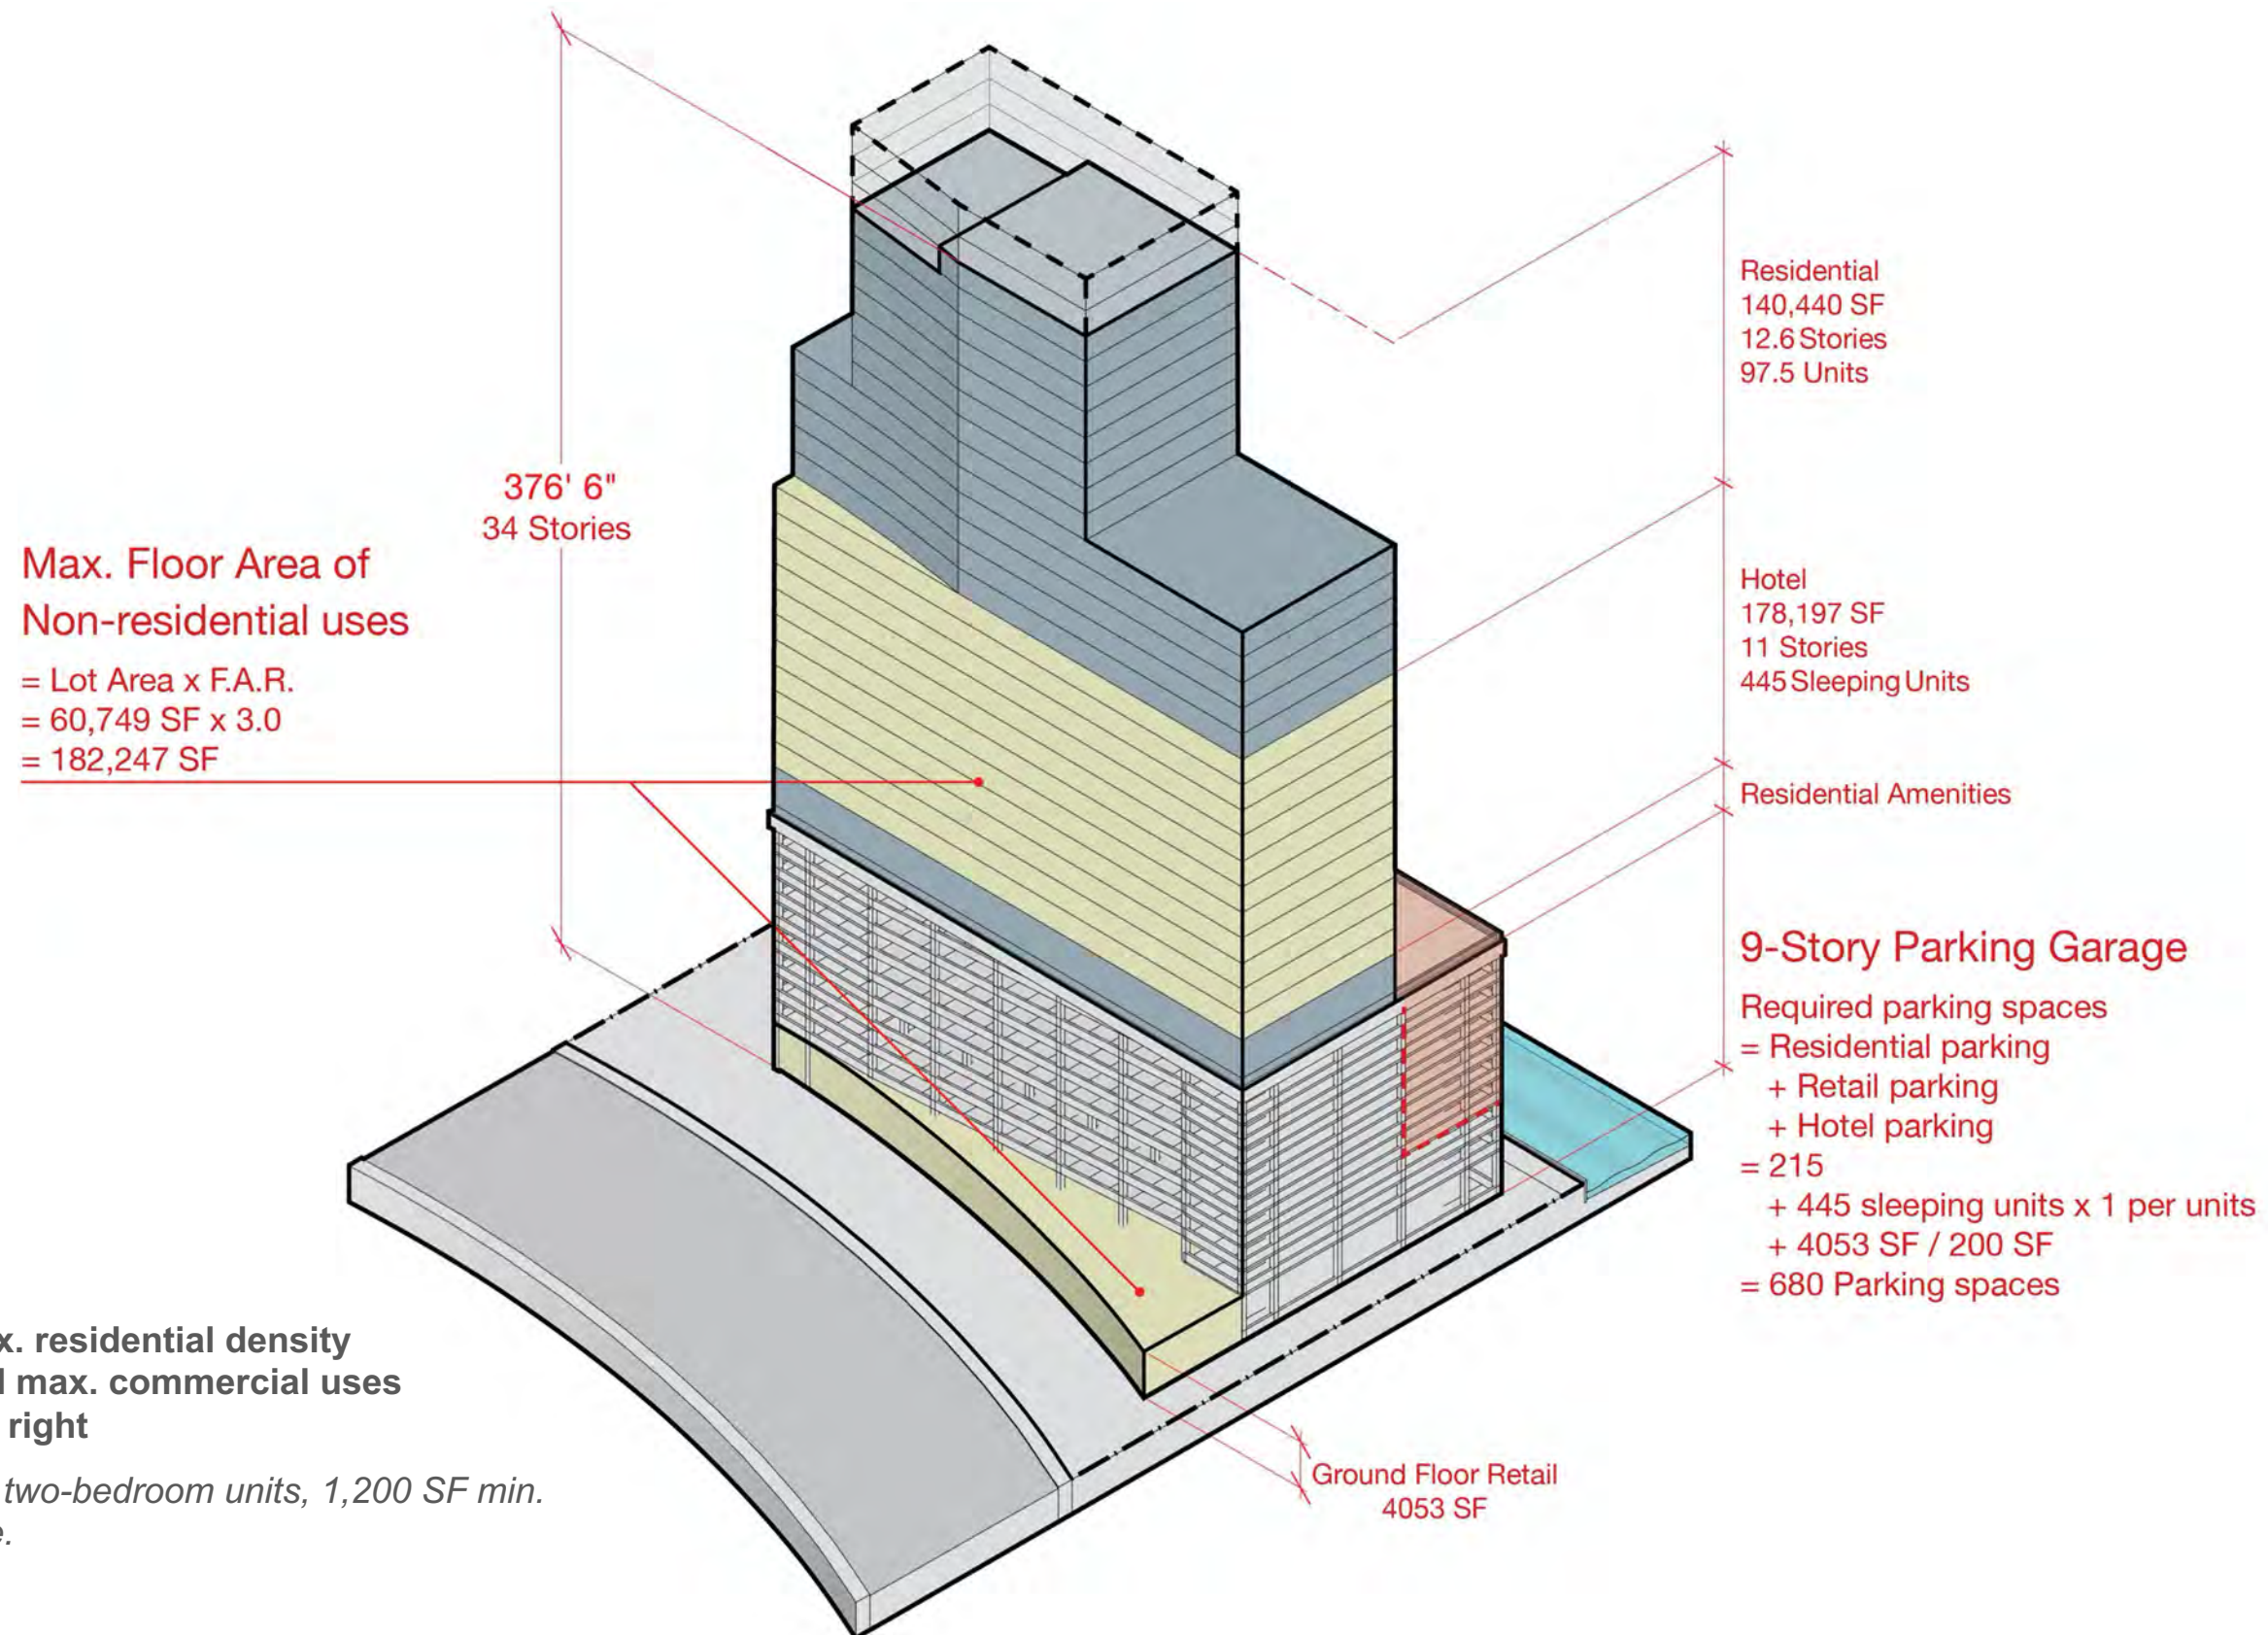 376' 6"
34 Stories
Max. Floor Area of
Non-residential uses
= Lot Area x F.A.R.
= 60,749 SF x 3.0
= 182,247 SF
Residential
140,440 SF
12.6 Stories
97.5 Units
Hotel
178,197 SF
11 Stories
445 Sleeping Units
Residential Amenities
9-Story Parking Garage
Required parking spaces
= Residential parking
+ Retail parking
+ Hotel parking
= 215
+ 445 sleeping units x 1 per units
+ 4053 SF / 200 SF
= 680 Parking spaces
residential density
max. commercial uses
right
two-bedroom units, 1,200 SF min.
Ground Floor Retail
4053 SF